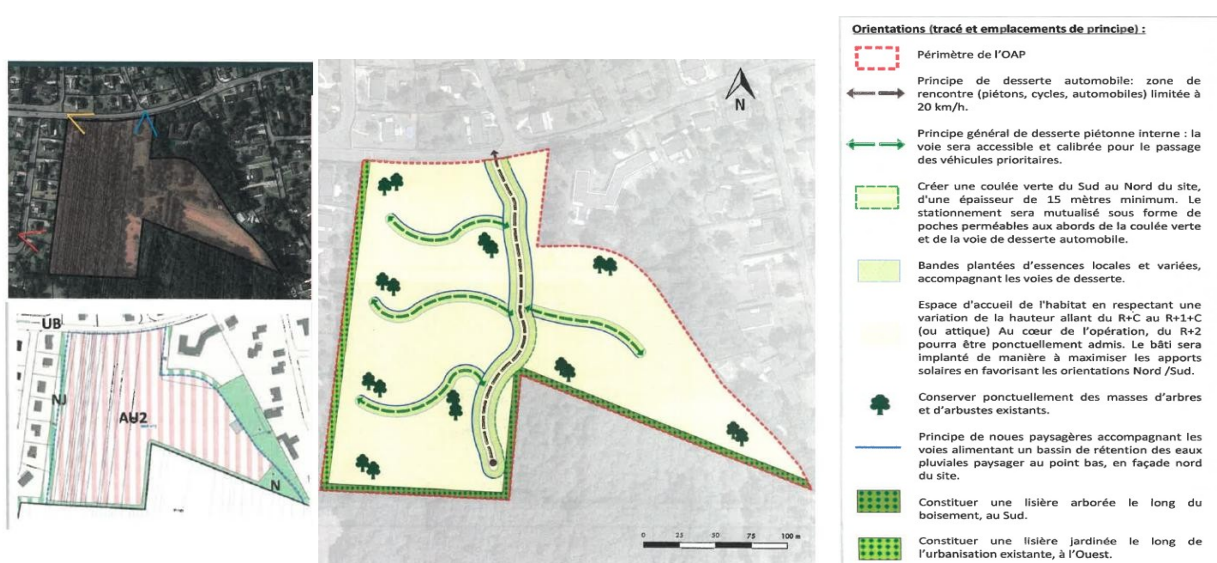 UB
NJ
AU2
N
N
0 25 50 75 100 m
Orientations (tracé et emplacements de principe) :
Périmètre de l'OAP
Principe de desserte automobile: zone de
rencontre (piétons, cycles, automobiles) limitée à
20 km/h.
Principe général de desserte piétonne interne : la
voie sera accessible et calibrée pour le passage
des véhicules prioritaires.
Créer une coulée verte du Sud au Nord du site,
d'une épaisseur de 15 mètres minimum. Le
stationnement sera mutualisé sous forme de
poches perméables aux abords de la coulée verte
et de la voie de desserte automobile.
Bandes plantées d'essences locales et variées,
accompagnant les voies de desserte.
Espace d'accueil de l'habitat en respectant une
variation de la hauteur allant du R+C au R+1+C
(ou attique) Au cœur de l'opération, du R+2
pourra être ponctuellement admis. Le bâti sera
implanté de manière à maximiser les apports
solaires en favorisant les orientations Nord /Sud.
Conserver ponctuellement des masses d'arbres
et d'arbustes existants.
Principe de noues paysagères accompagnant les
voies alimentant un bassin de rétention des eaux
pluviales paysager au point bas, en façade nord
du site.
Constituer une lisière arborée le long du
boisement, au Sud.
Constituer une lisière jardinée le long de
l'urbanisation existante, à l'Ouest.